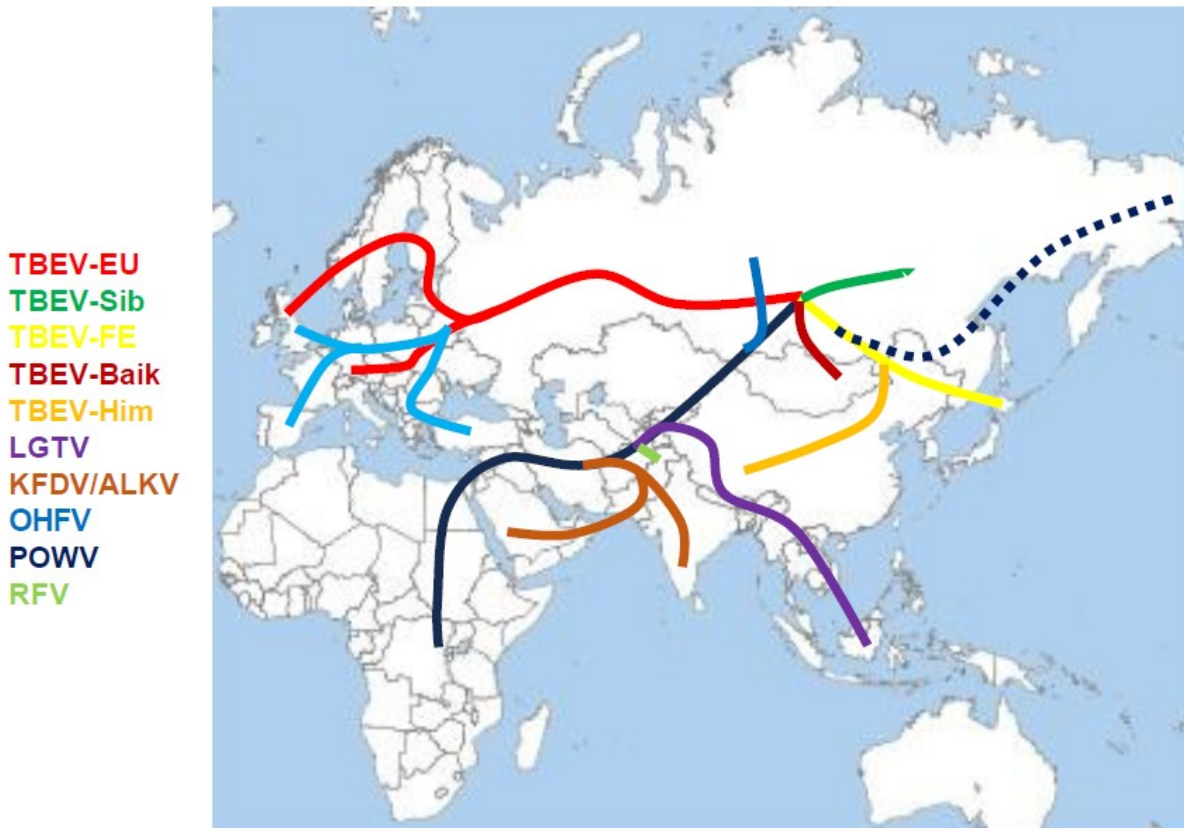 TBEV-EU
TBEV-Sib
TBEV-FE
TBEV-Baik
TBEV-Him
LGTV
KFDV/ALKV
OHFV
POWV
RFV